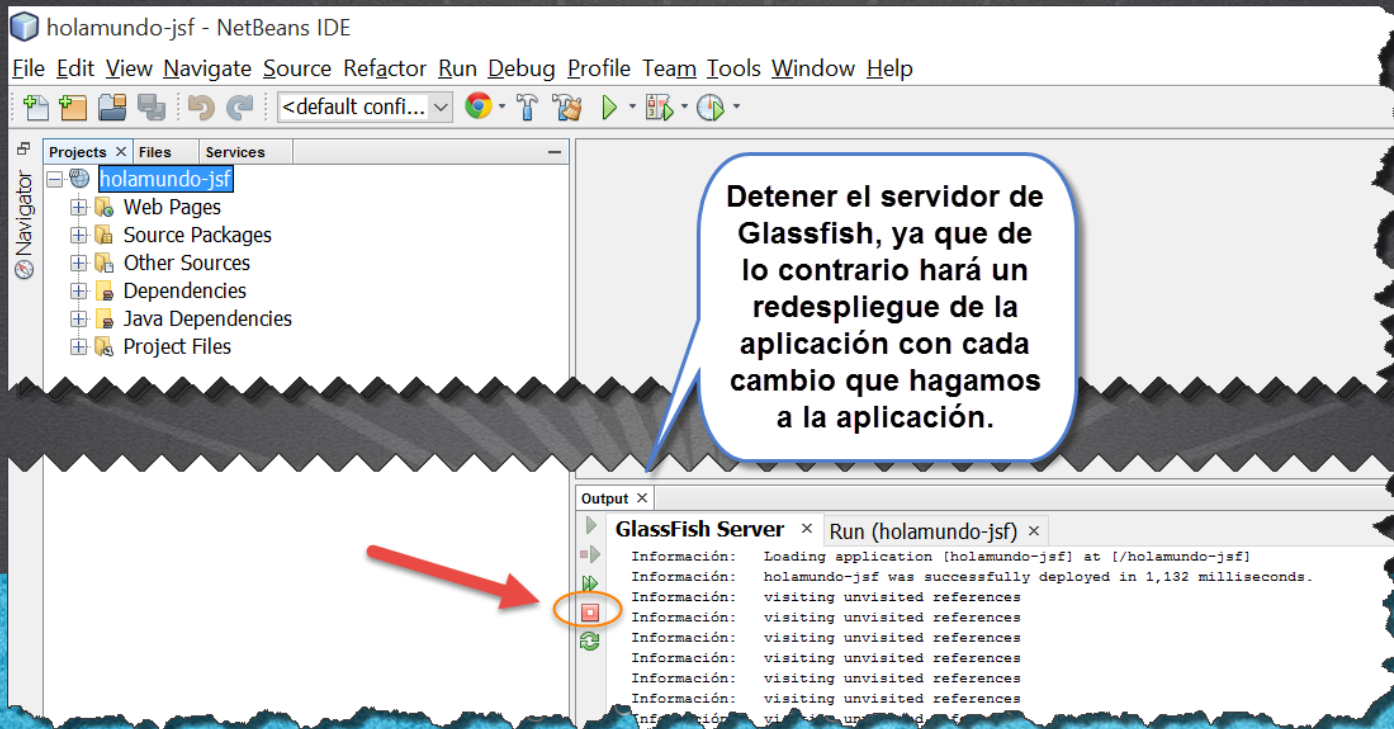 holamundo-jsf - NetBeans IDE
File Edit View Navigate Source Refactor Run Debug Profile Team Tools Window Help
<default confi...
Projects × Files Services
Navigator
holamundo-jsf
Web Pages
Source Packages
Other Sources
Dependencies
Java Dependencies
Project Files
Detener el servidor de
Glassfish, ya que de
lo contrario hará un
redespliegue de la
aplicación con cada
cambio que hagamos
a la aplicación.
Output ×
GlassFish Server × Run (holamundo-jsf) ×
Información: Loading application [holamundo-jsf] at [/holamundo-jsf]
Información: holamundo-jsf was successfully deployed in 1,132 milliseconds.
Información: visiting unvisited references
Información: visiting unvisited references
Información: visiting unvisited references
Información: visiting unvisited references
Información: visiting unvisited references
Información: visiting unvisited references